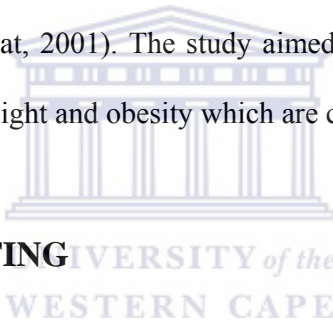 at, 2001). The study aimed
ight and obesity which are c
TING
UNIVERSITY of the
WESTERN CAPE